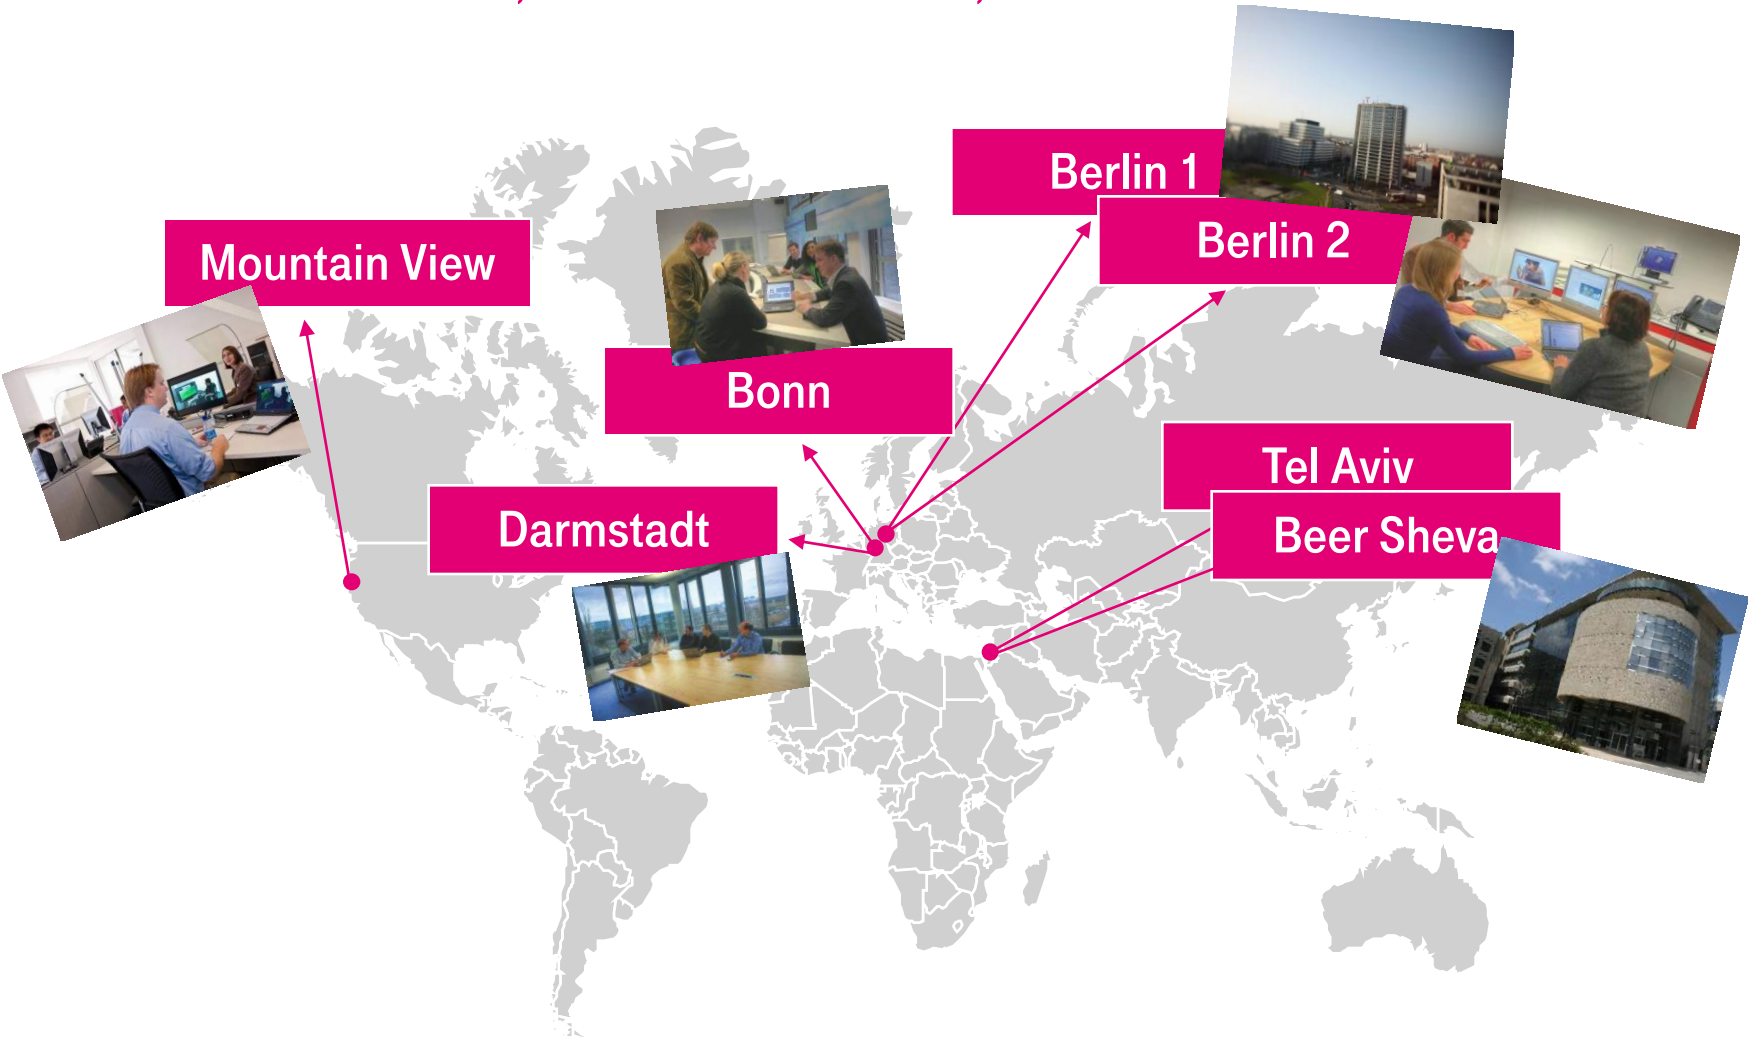 Berlin 1
Berlin 2
Mountain View
Bonn
Tel Aviv
Darmstadt
Beer Sheva